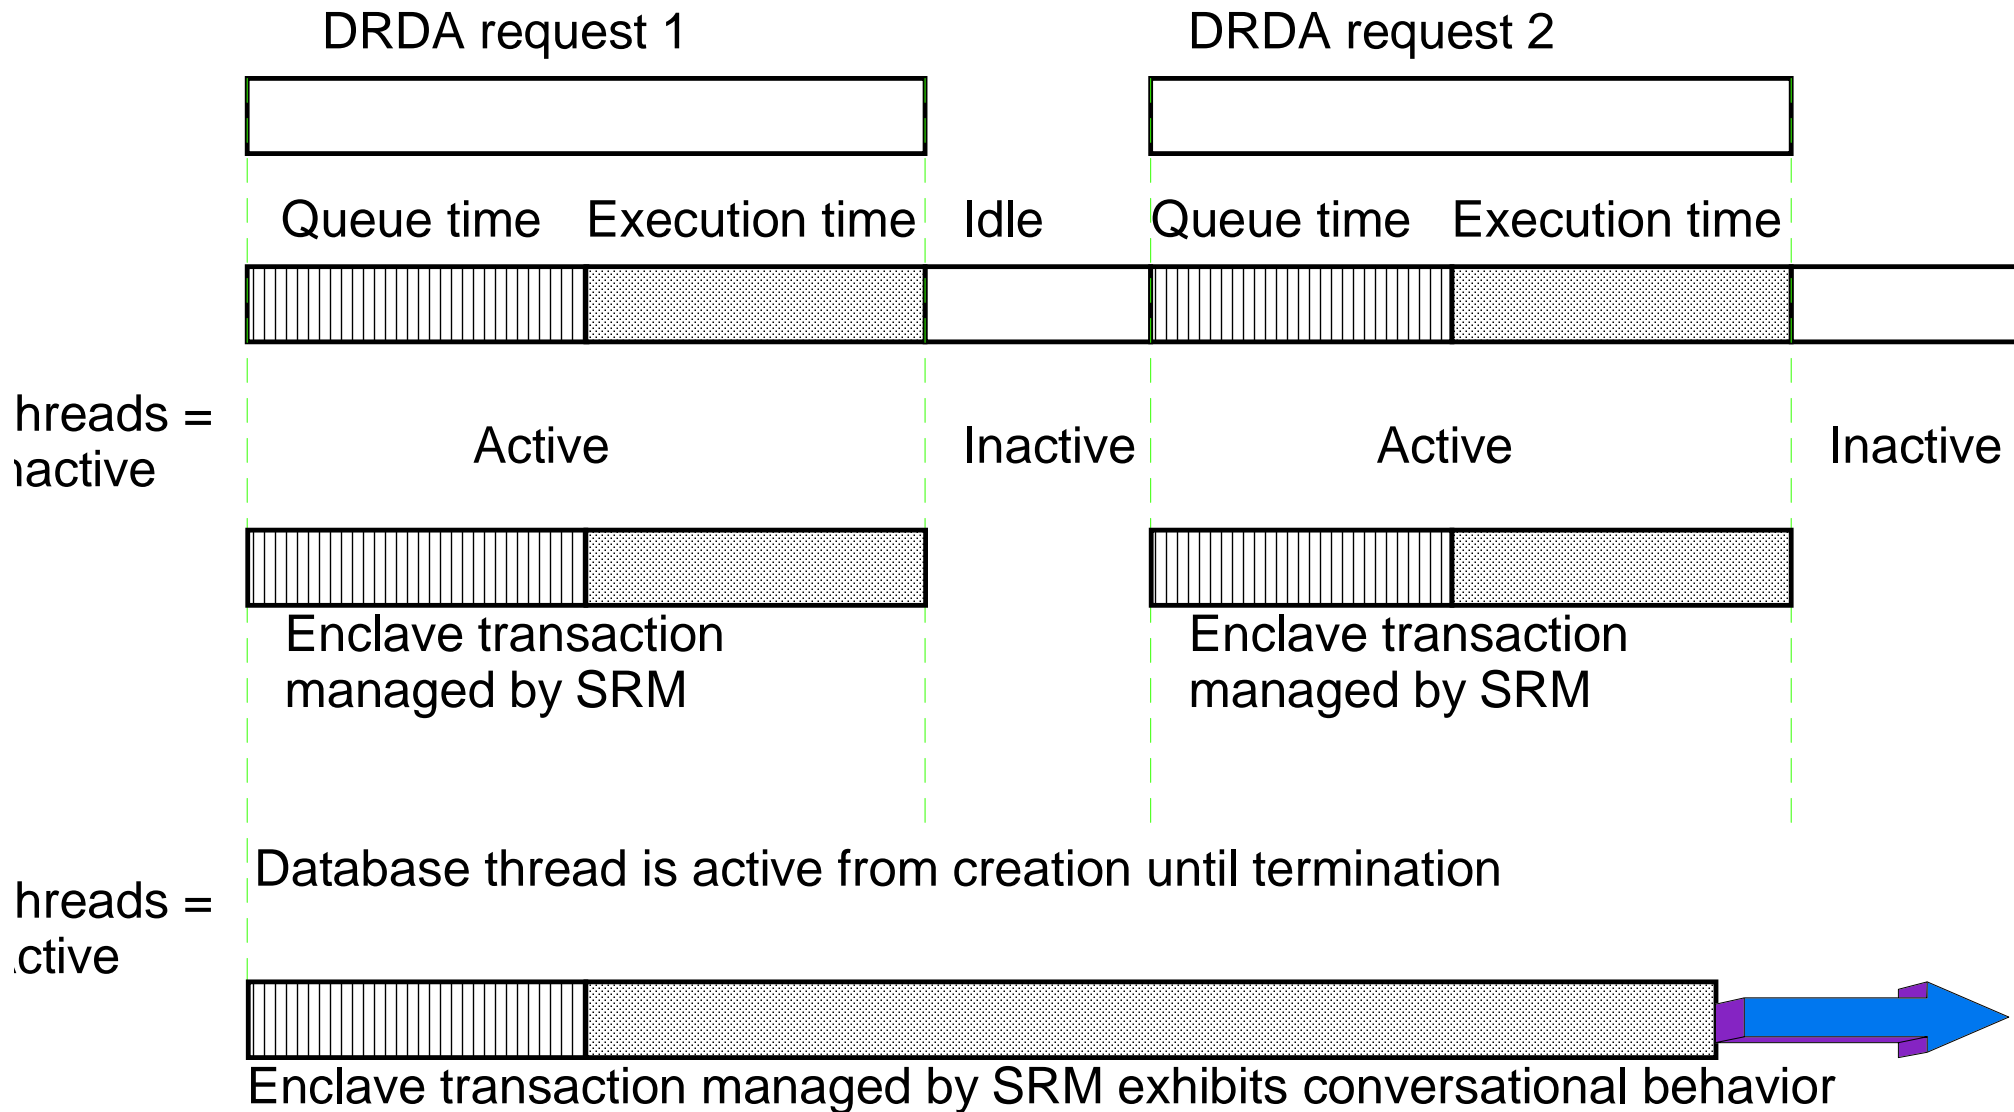 DRDA request 1
DRDA request 2
Queue time
Execution time
Idle
Queue time
Execution time
hreads =
Active
Inactive
Active
Inactive
Enclave transaction
managed by SRM
Enclave transaction
managed by SRM
Database thread is active from creation until termination
hreads =
Enclave transaction managed by SRM exhibits conversational behavior